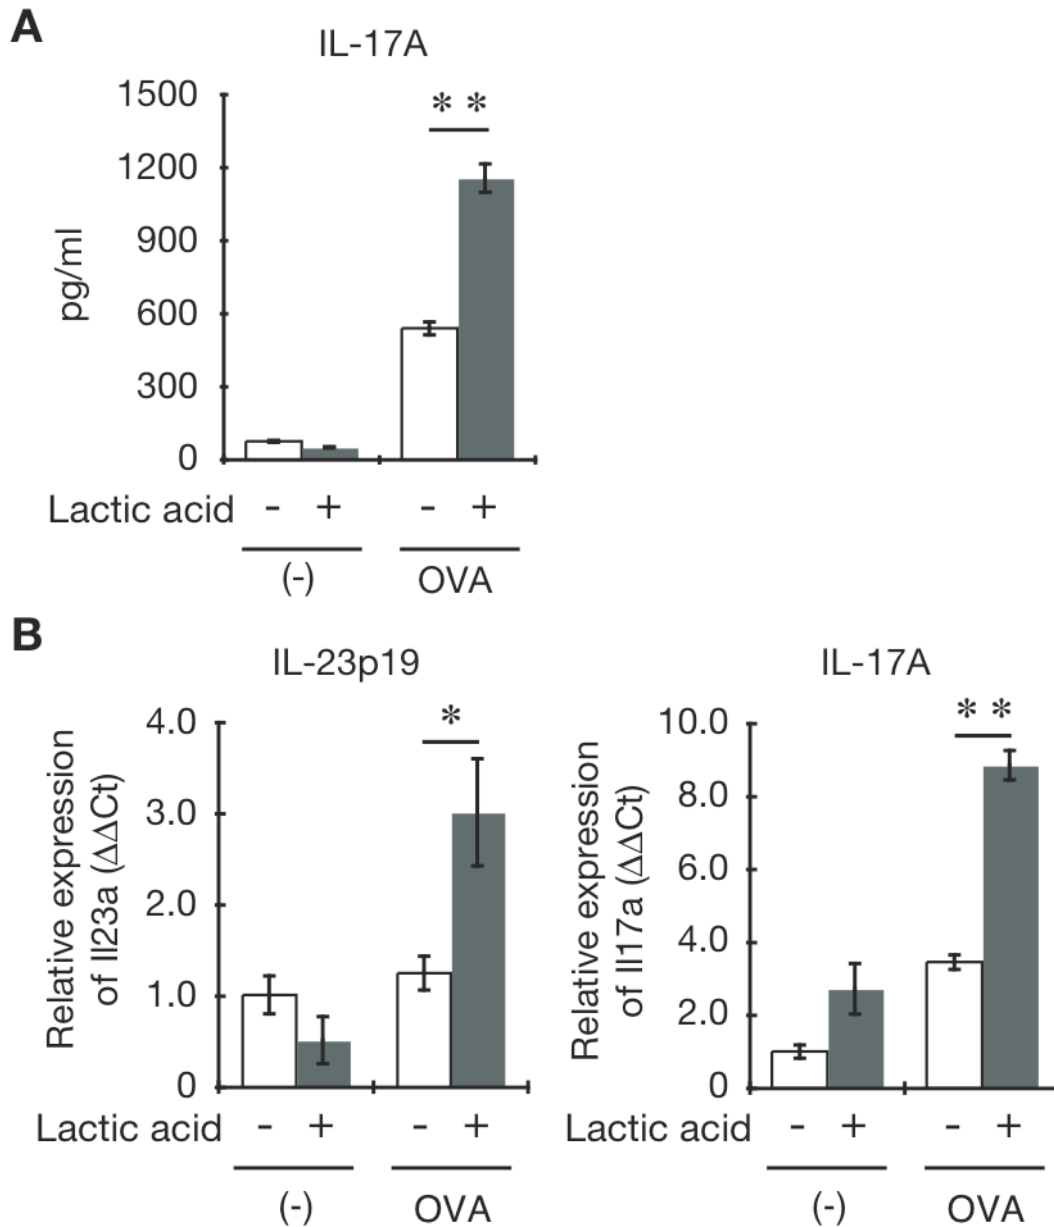 A
IL-17A
* *
1500
1200
900
600
300
0
pg/ml
Lactic acid - + - +
(-) OVA
B
IL-23p19
*
4.0
3.0
2.0
1.0
0
Relative expression
of Il23a (ΔΔCt)
Lactic acid - + - +
(-) OVA
IL-17A
* *
10.0
8.0
6.0
4.0
2.0
0
Relative expression
of Il17a (ΔΔCt)
Lactic acid - + - +
(-) OVA